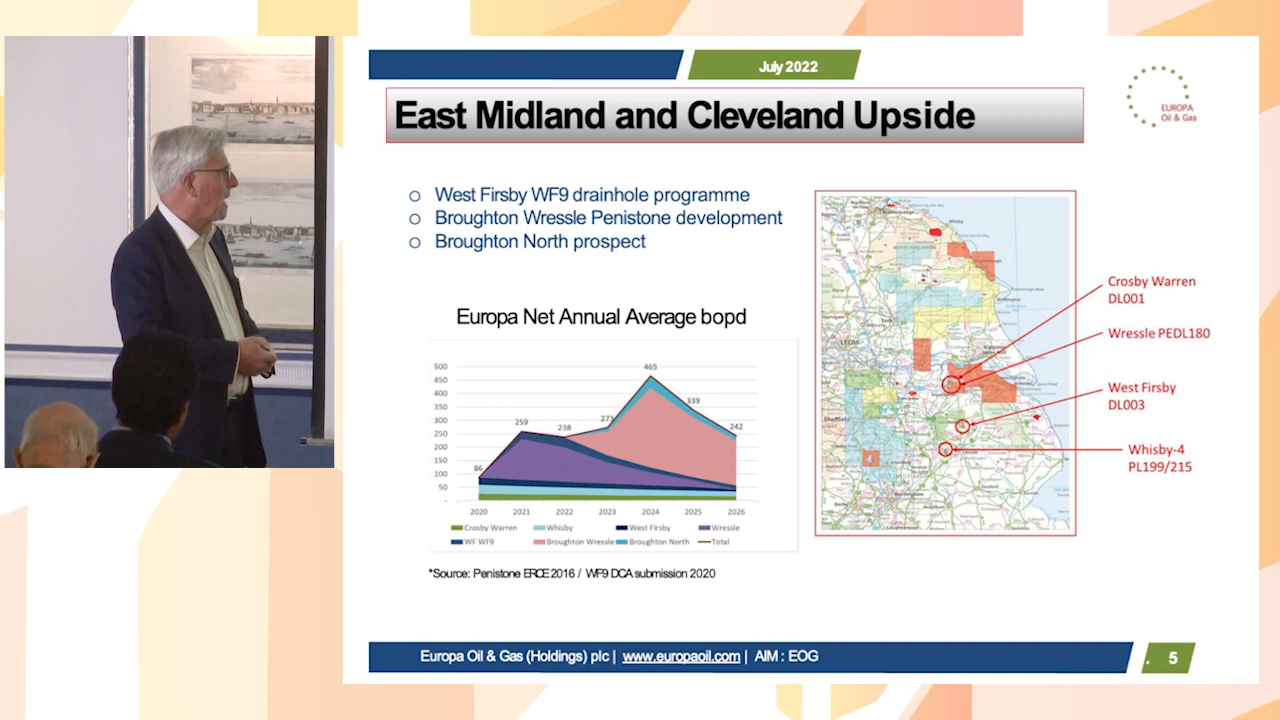 July 2022
East Midland and Cleveland Upside
EUROPA
Oil & Gas
o West Firsby WF9 drainhole programme
o Broughton Wressle Penistone development
o Broughton North prospect
Europa Net Annual Average bopd
500
450
400
350
300
250
200
150
100
50
-
86
259
238
273
465
339
242
2020 2021 2022 2023 2024 2025 2026
Crosby Warren Whisby West Firsby Wressle
WF WF9 Broughton Wressle Broughton North Total
*Source: Penistone ERCE 2016 / WF9 DCA submission 2020
Crosby Warren
DL001
Wressle PEDL180
West Firsby
DL003
Whisby-4
PL199/215
Europa Oil & Gas (Holdings) plc | www.europaoil.com | AIM : EOG
. 5